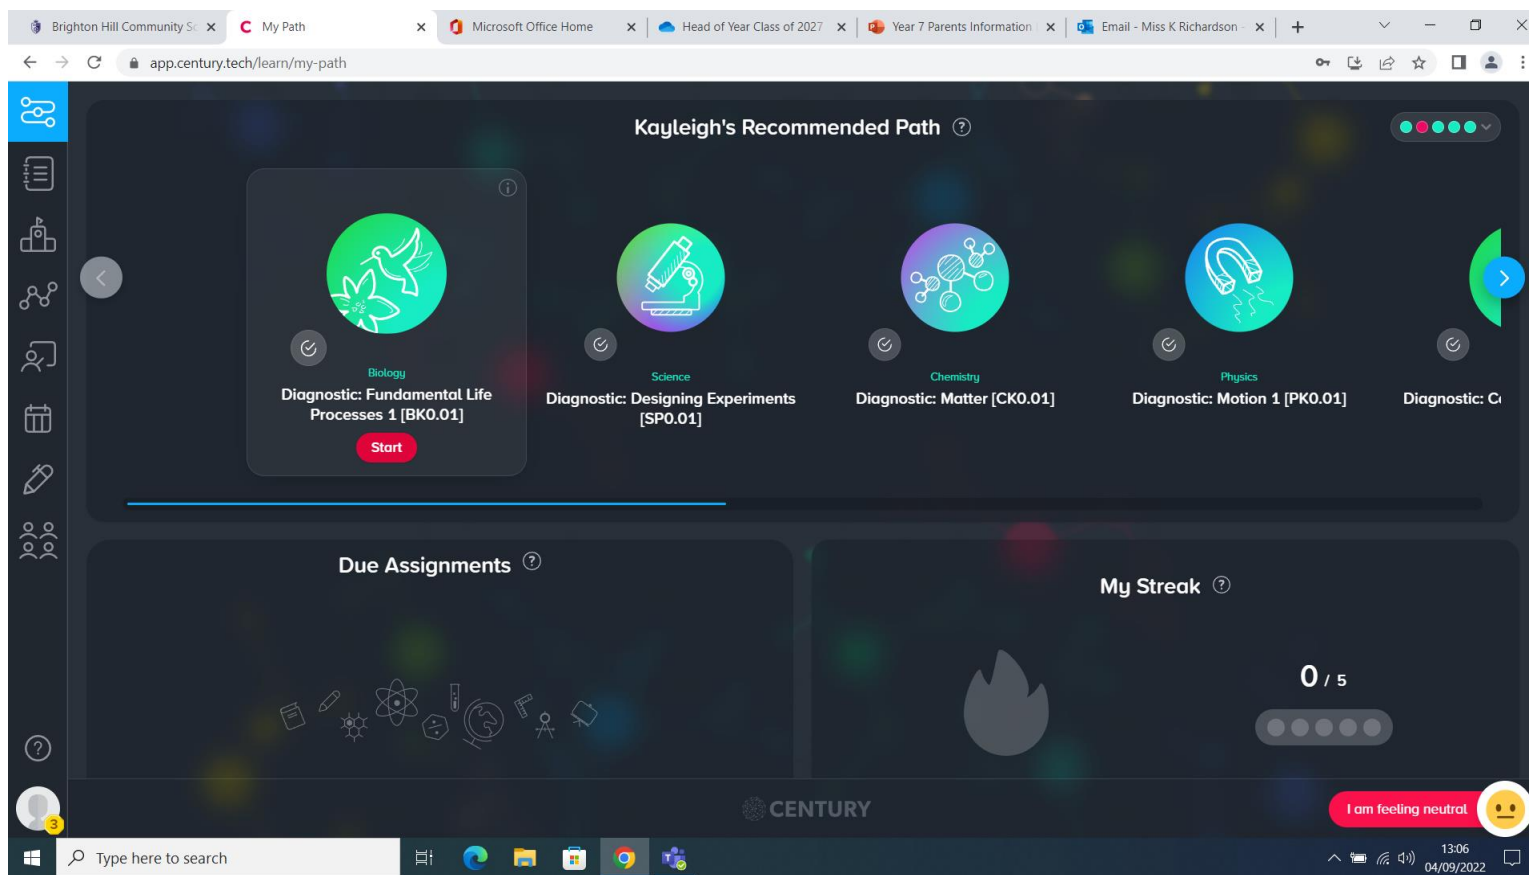 Brighton Hill Community Sc
My Path
Microsoft Office Home
Head of Year Class of 2027
Year 7 Parents Information
Email - Miss K Richardson -
app.century.tech/learn/my-path
Kayleigh's Recommended Path
Biology
Diagnostic: Fundamental Life
Processes 1 [BK0.01]
Start
Science
Diagnostic: Designing Experiments
[SP0.01]
Chemistry
Diagnostic: Matter [CK0.01]
Physics
Diagnostic: Motion 1 [PK0.01]
Diagnostic: C
Due Assignments
My Streak
0 / 5
3
CENTURY
I am feeling neutral
Type here to search
13:06
04/09/2022